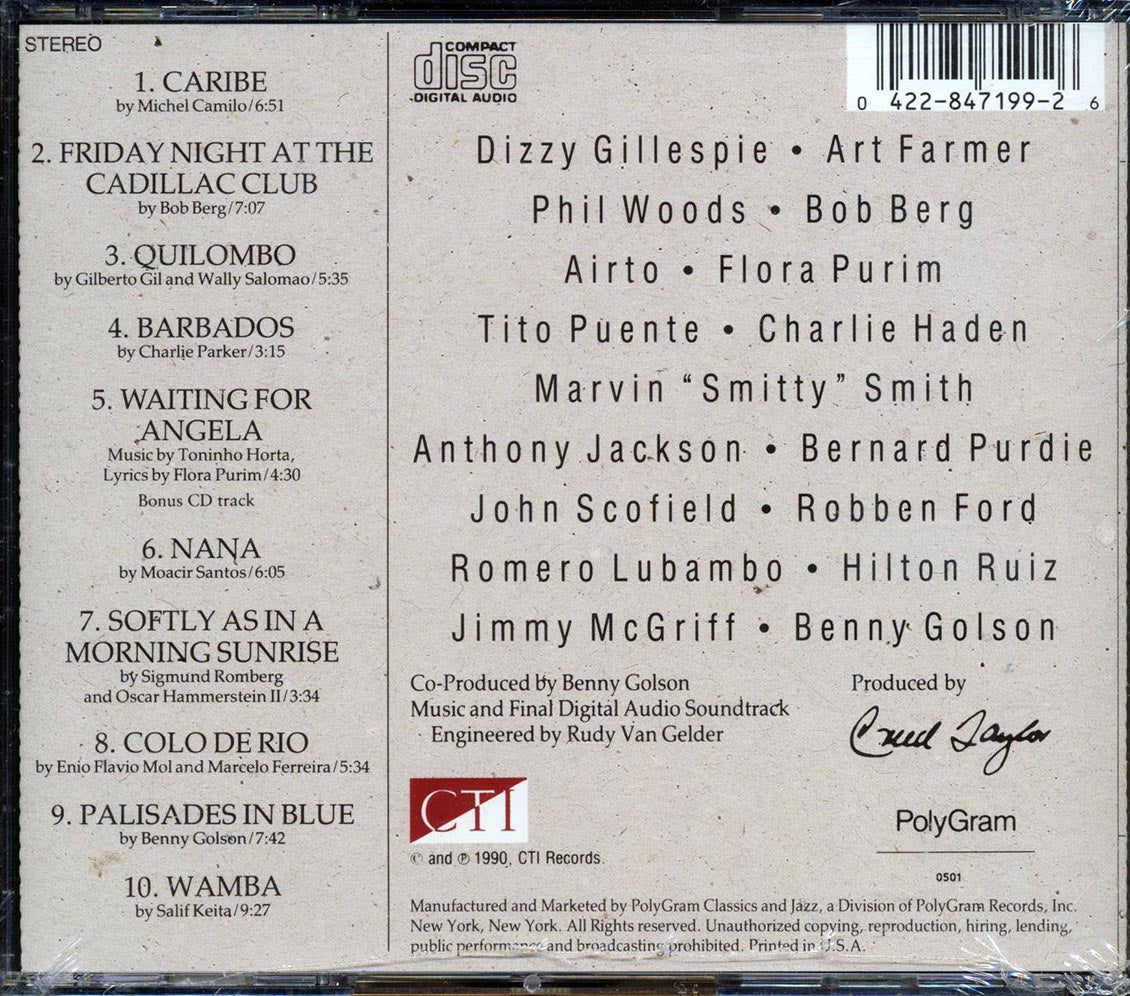 STEREO
1. CARIBE
by Michel Camilo/6:51
2. FRIDAY NIGHT AT THE
CADILLAC CLUB
by Bob Berg/7:07
3. QUILOMBO
by Gilberto Gil and Wally Salomao/5:35
4. BARBADOS
by Charlie Parker/3:15
5. WAITING FOR
ANGELA
Music by Toninho Horta,
Lyrics by Flora Purim/4:30
Bonus CD track
6. NANA
by Moacir Santos/6:05
7. SOFTLY AS IN A
MORNING SUNRISE
by Sigmund Romberg
and Oscar Hammerstein II/3:34
8. COLO DE RIO
by Enio Flavio Mol and Marcelo Ferreira/5:34
9. PALISADES IN BLUE
by Benny Golson/7:42
10. WAMBA
by Salif Keita/9:27
COMPACT
disc
DIGITAL AUDIO
0 422-847199-2 6
Dizzy Gillespie • Art Farmer
Phil Woods • Bob Berg
Airto • Flora Purim
Tito Puente • Charlie Haden
Marvin “Smitty” Smith
Anthony Jackson • Bernard Purdie
John Scofield • Robben Ford
Romero Lubambo • Hilton Ruiz
Jimmy McGriff • Benny Golson
Co-Produced by Benny Golson
Music and Final Digital Audio Soundtrack
Engineered by Rudy Van Gelder
Produced by
Creed Taylor
CTI
© and ℗ 1990, CTI Records.
PolyGram
0501
Manufactured and Marketed by PolyGram Classics and Jazz, a Division of PolyGram Records, Inc.
New York, New York. All Rights reserved. Unauthorized copying, reproduction, hiring, lending,
public performance and broadcasting prohibited. Printed in U.S.A.